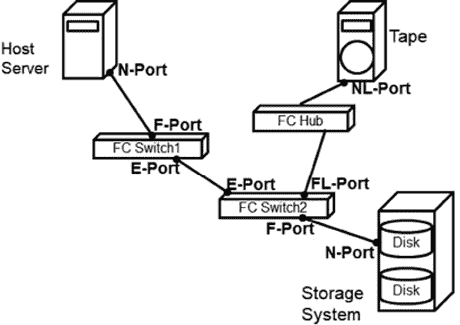 Host
Server
Tape
N-Port
NL-Port
F-Port
FC Hub
FC Switch1
E-Port
E-Port
FL-Port
FC Switch2
F-Port
N-Port
Disk
Disk
Storage
System